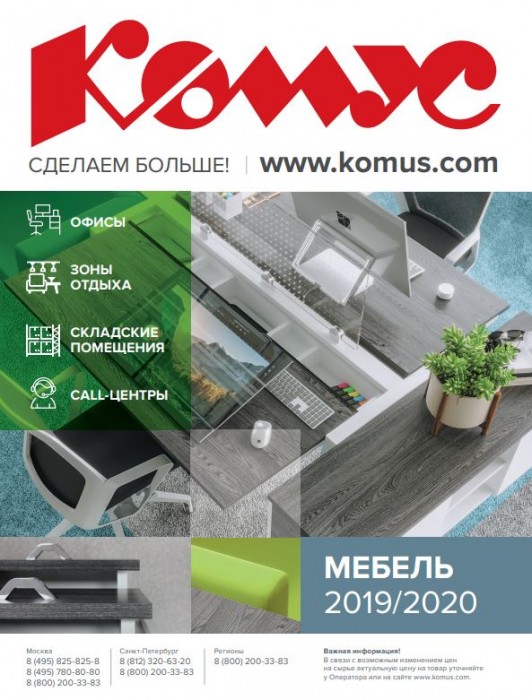 Комус
СДЕЛАЕМ БОЛЬШЕ! | www.komus.com
ОФИСЫ
ЗОНЫ
ОТДЫХА
СКЛАДСКИЕ
ПОМЕЩЕНИЯ
CALL-ЦЕНТРЫ
МЕБЕЛЬ
2019/2020
Москва
8 (495) 825-825-8
8 (495) 780-80-80
8 (800) 200-33-83
Санкт-Петербург
8 (812) 320-63-20
8 (800) 200-33-83
Регионы
8 (800) 200-33-83
Важная информация!
В связи с возможным изменением цен
на сырье актуальную цену на товар уточняйте
у Оператора или на сайте www.komus.com.